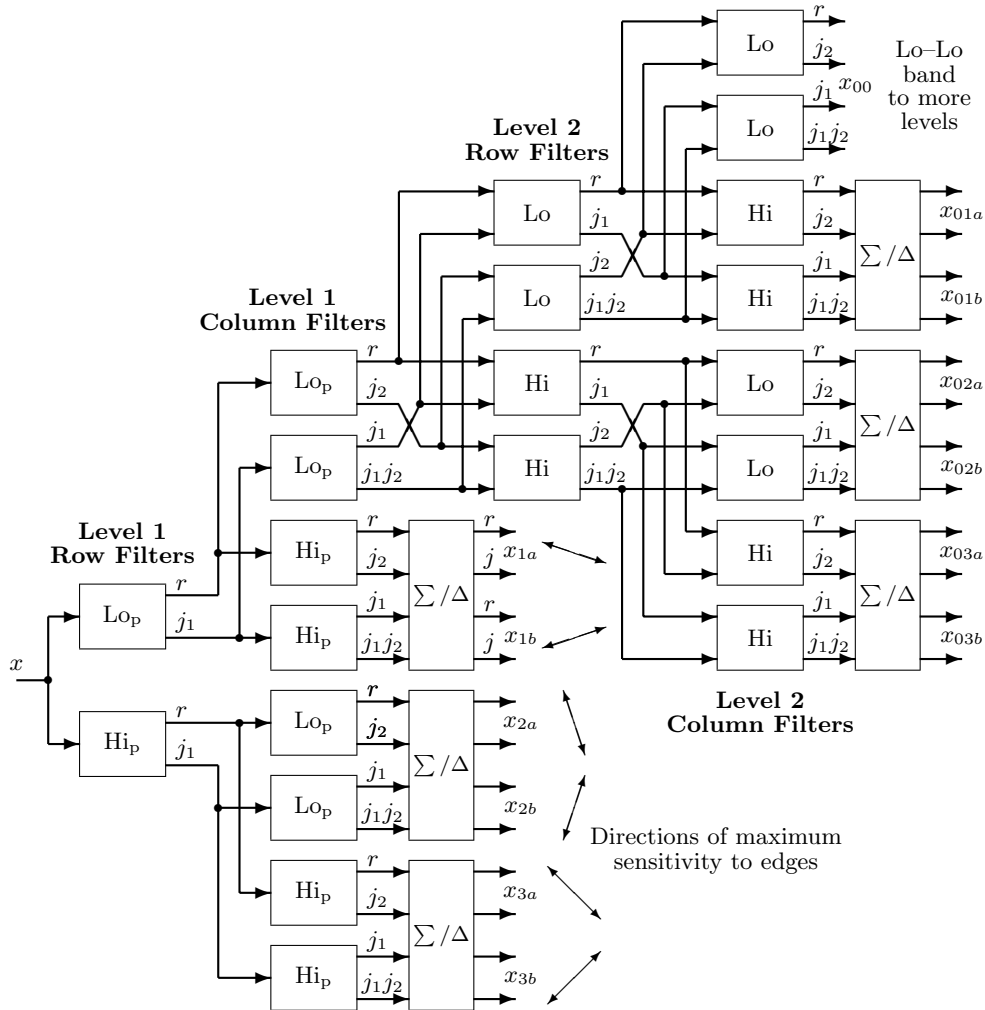 Lo
r
j2
Lo
j1
j1j2
x00
Lo–Lo
band
to more
levels
Level 2
Row Filters
Lo
r
j1
Lo
j2
j1j2
Hi
r
j2
Hi
j1
j1j2
∑/Δ
x01a
x01b
Level 1
Column Filters
Lop
r
j2
Lop
j1
j1j2
Hi
r
j1
Hi
j2
j1j2
Lo
r
j2
Lo
j1
j1j2
∑/Δ
x02a
x02b
Level 1
Row Filters
x
Lop
r
j1
Hip
r
j2
Hip
j1
j1j2
∑/Δ
r
j
x1a
r
j
x1b
Hi
r
j2
Hi
j1
j1j2
∑/Δ
x03a
x03b
Level 2
Column Filters
Hip
r
j1
Lop
r
j2
Lop
j1
j1j2
∑/Δ
x2a
x2b
Directions of maximum
sensitivity to edges
Hip
r
j2
Hip
j1
j1j2
∑/Δ
x3a
x3b